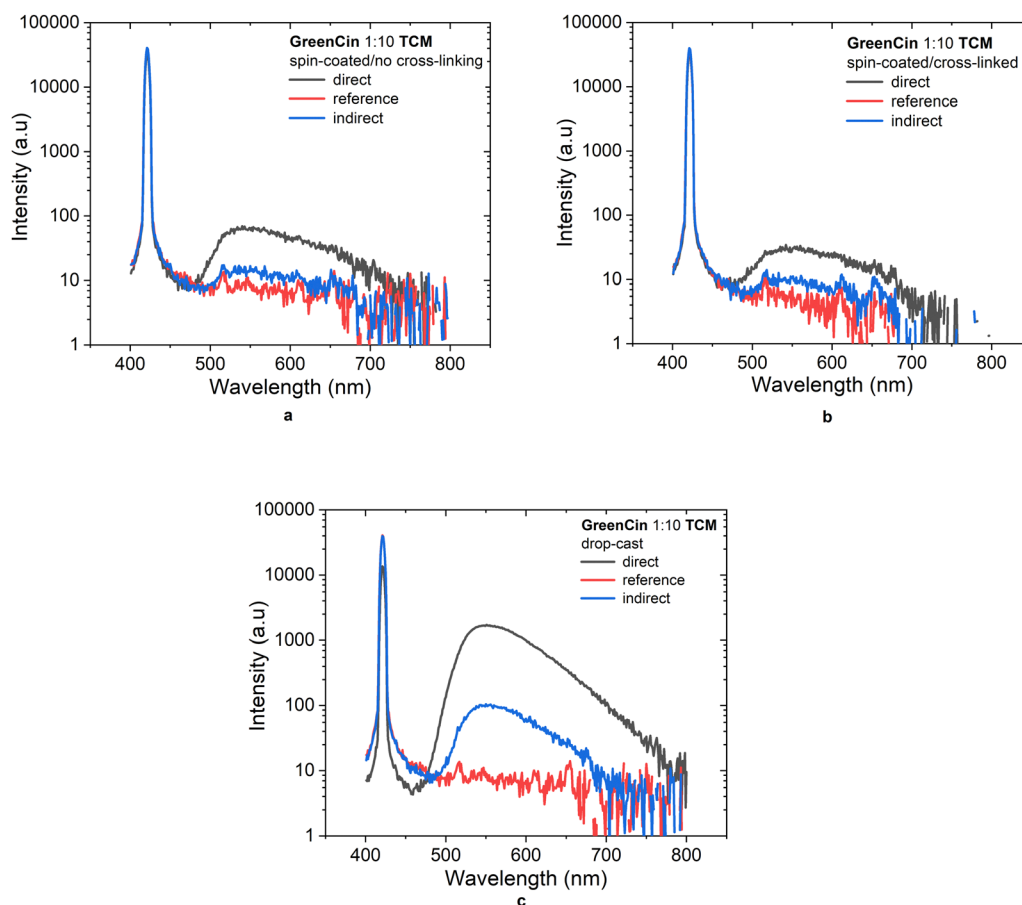 GreenCin 1:10 TCM
spin-coated/no cross-linking
direct
reference
indirect
Intensity (a.u)
100000
10000
1000
100
10
1
400 500 600 700 800
Wavelength (nm)
a
GreenCin 1:10 TCM
spin-coated/cross-linked
direct
reference
indirect
Intensity (a.u)
100000
10000
1000
100
10
1
400 500 600 700 800
Wavelength (nm)
b
GreenCin 1:10 TCM
drop-cast
direct
reference
indirect
Intensity (a.u)
100000
10000
1000
100
10
1
400 500 600 700 800
Wavelength (nm)
c